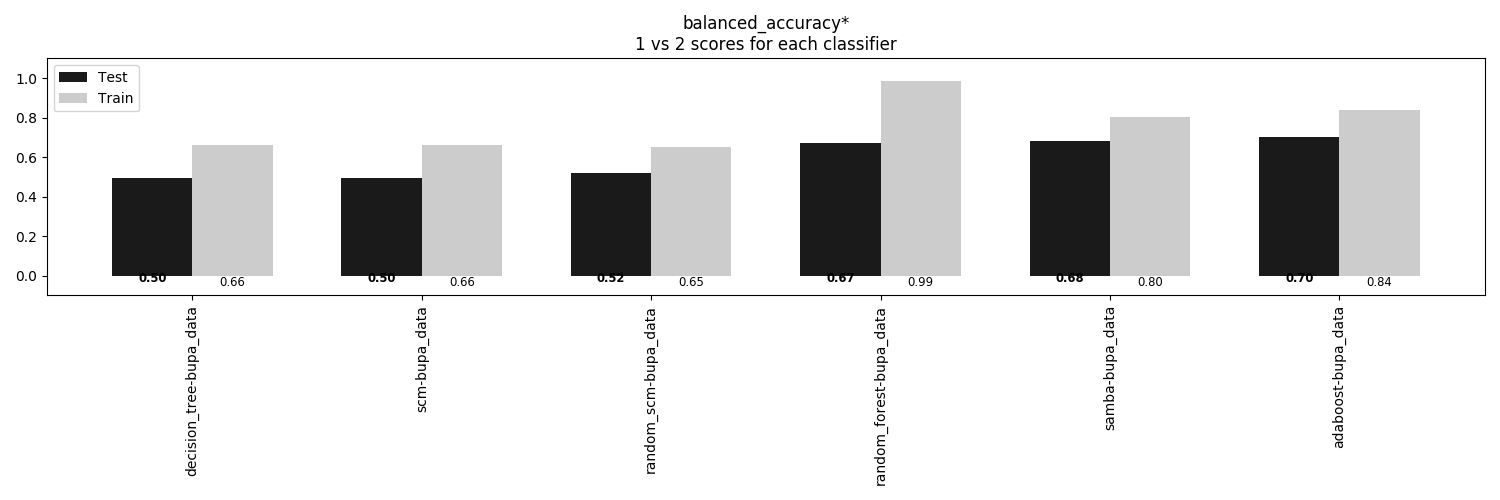 balanced_accuracy*
1 vs 2 scores for each classifier
Test
Train
1.0
0.8
0.6
0.4
0.2
0.0
0.50 0.66 0.50 0.66 0.52 0.65 0.67 0.99 0.68 0.80 0.70 0.84
decision_tree-bupa_data
scm-bupa_data
random_scm-bupa_data
random_forest-bupa_data
samba-bupa_data
adaboost-bupa_data